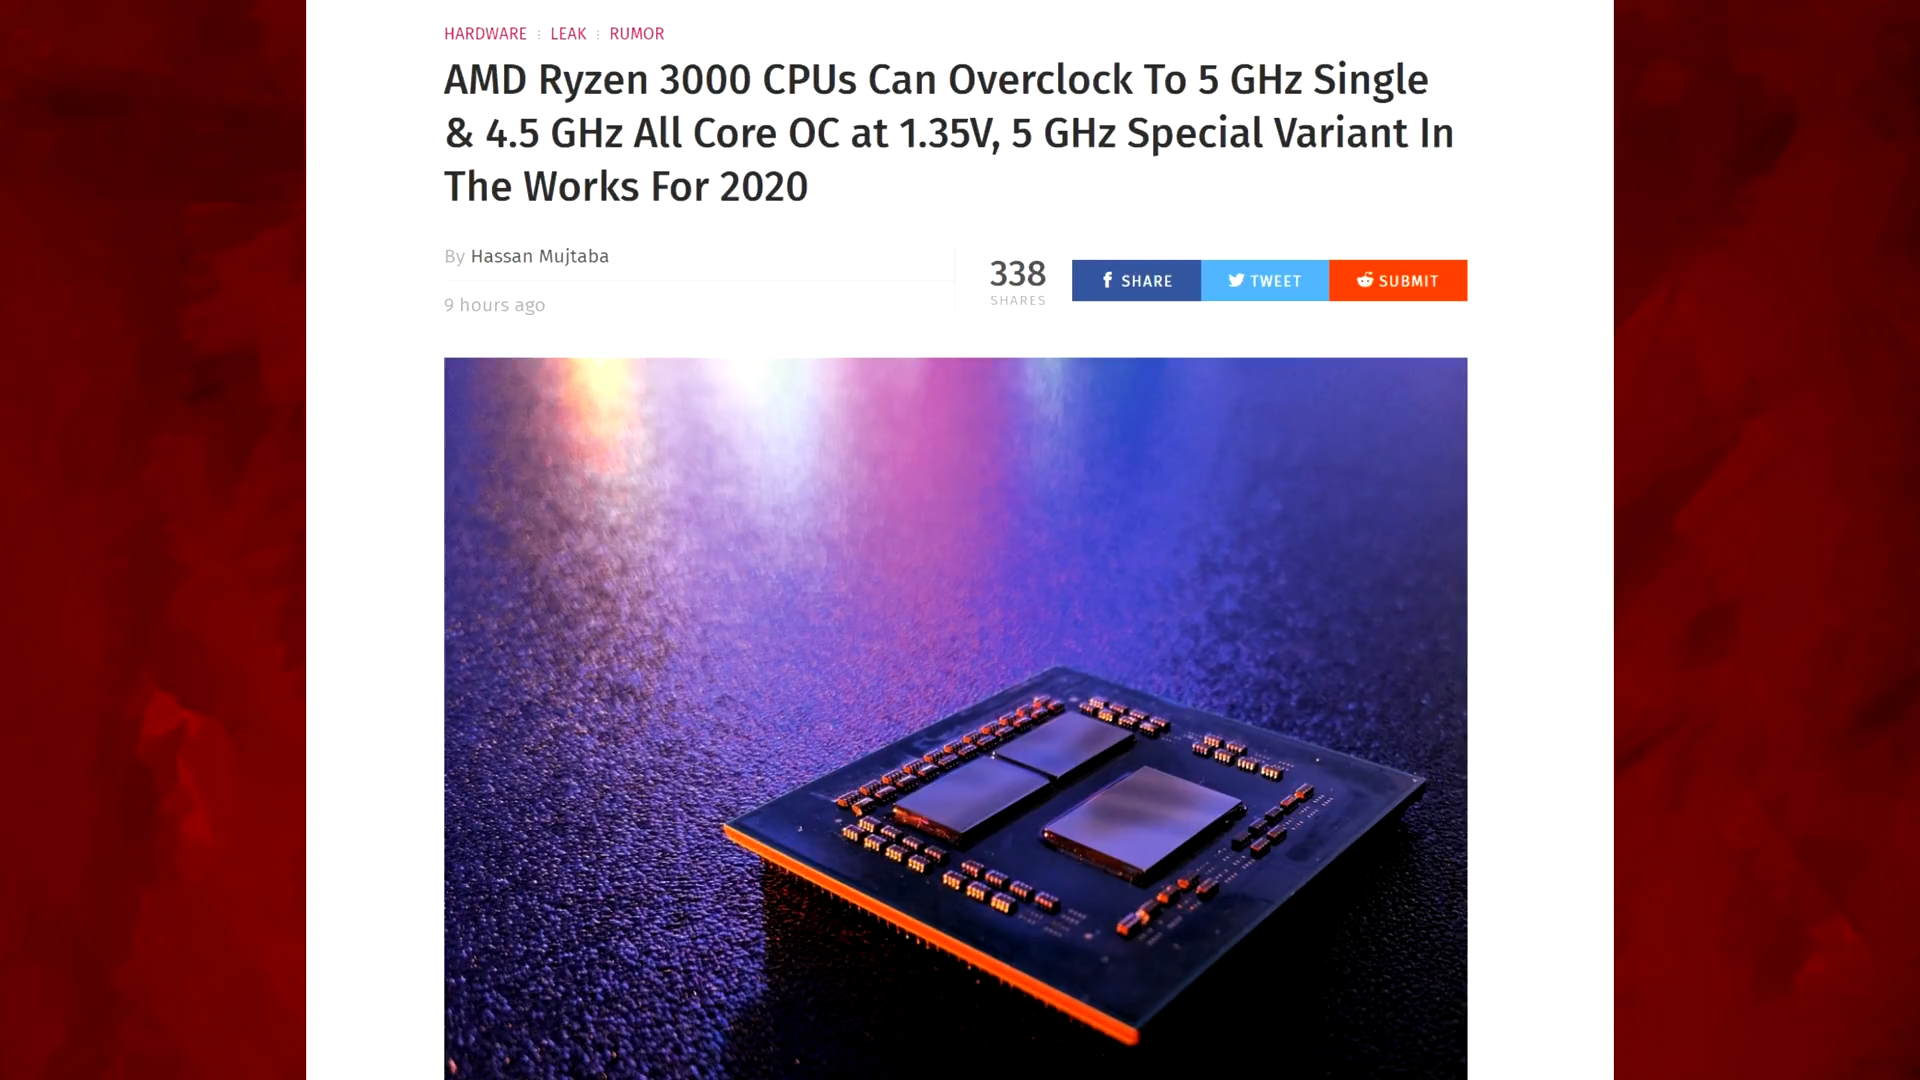 HARDWARE : LEAK : RUMOR
AMD Ryzen 3000 CPUs Can Overclock To 5 GHz Single
& 4.5 GHz All Core OC at 1.35V, 5 GHz Special Variant In
The Works For 2020
By Hassan Mujtaba
9 hours ago
338
SHARES
SHARE
TWEET
SUBMIT